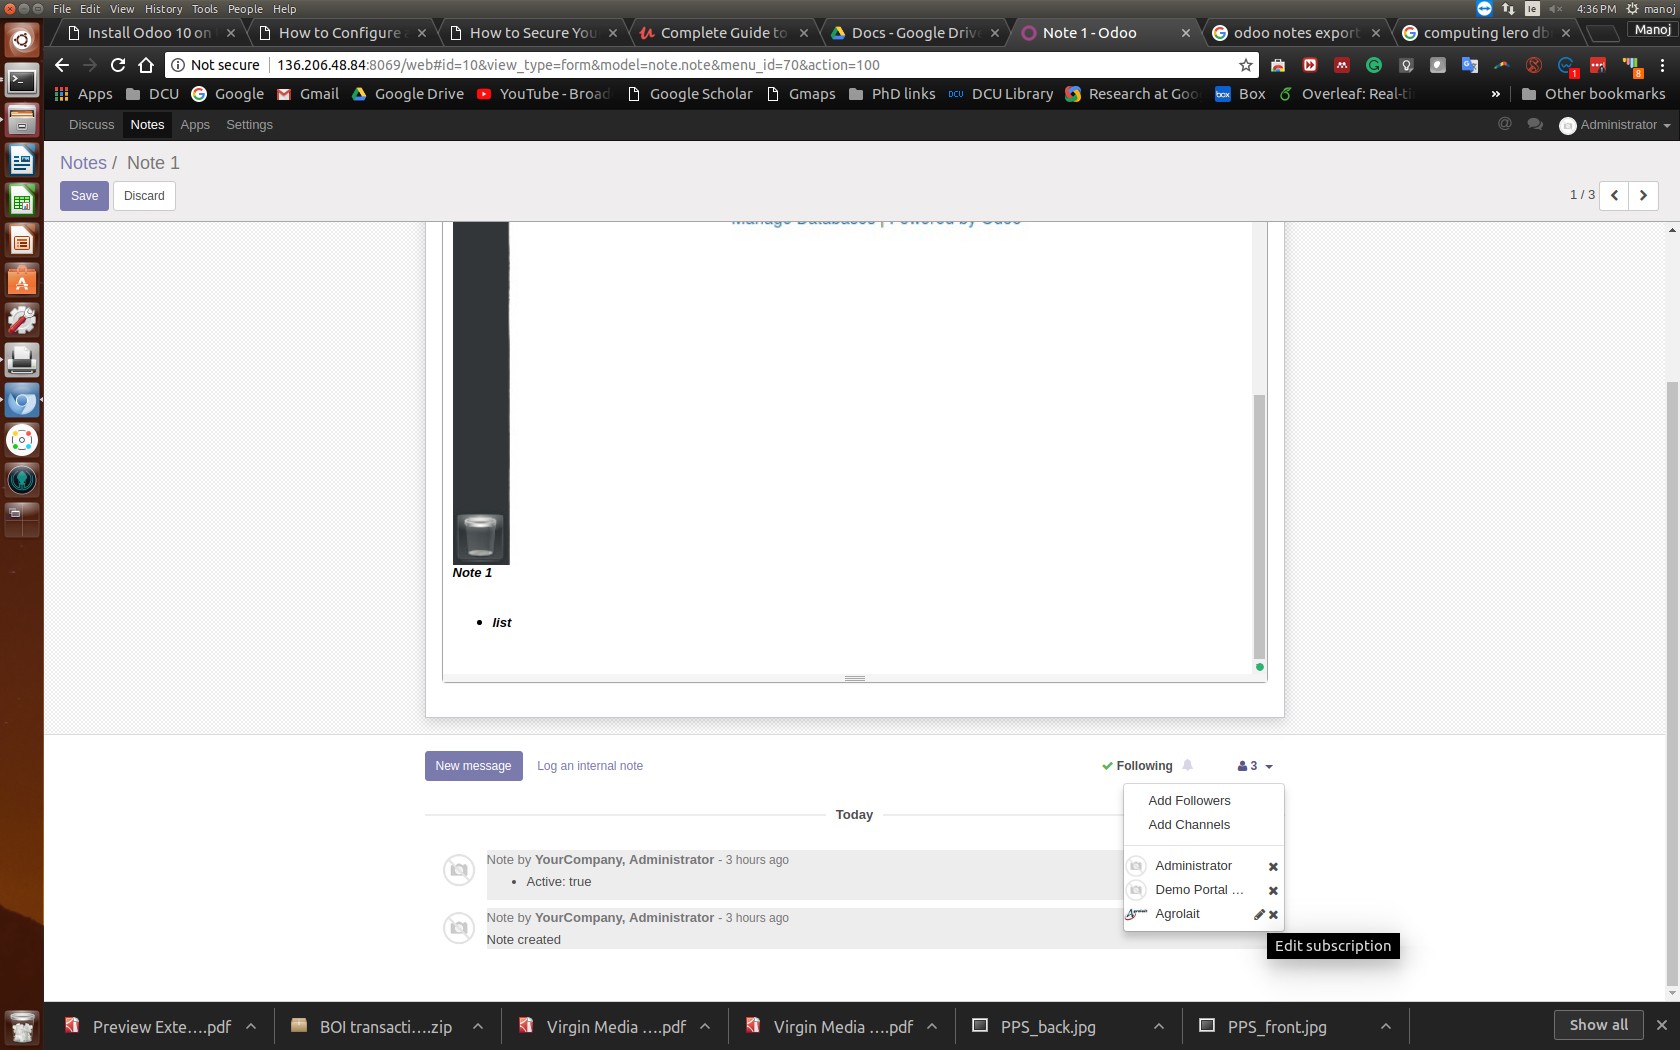 File Edit View History Tools People Help
4:36 PM manoj
Install Odoo 10 on
How to Configure
How to Secure You
Complete Guide to
Docs - Google Drive
Note 1 - Odoo
odoo notes export
computing lero db
Manoj
Not secure 136.206.48.84:8069/web#id=10&view_type=form&model=note.note&menu_id=70&action=100
Apps DCU Google Gmail Google Drive YouTube - Broad Google Scholar Gmaps PhD links DCU Library Research at Goo Box Overleaf: Real-ti » Other bookmarks
Discuss Notes Apps Settings @ Administrator
Notes / Note 1
Save Discard 1 / 3
Manage Databases | Powered by Odoo
Note 1
list
New message Log an internal note Following 3
Add Followers
Add Channels
Today
Note by YourCompany, Administrator - 3 hours ago
Active: true
Administrator
Demo Portal ...
Agrolait
Note by YourCompany, Administrator - 3 hours ago
Note created
Edit subscription
Preview Exte....pdf BOI transacti....zip Virgin Media ....pdf Virgin Media ....pdf PPS_back.jpg PPS_front.jpg Show all